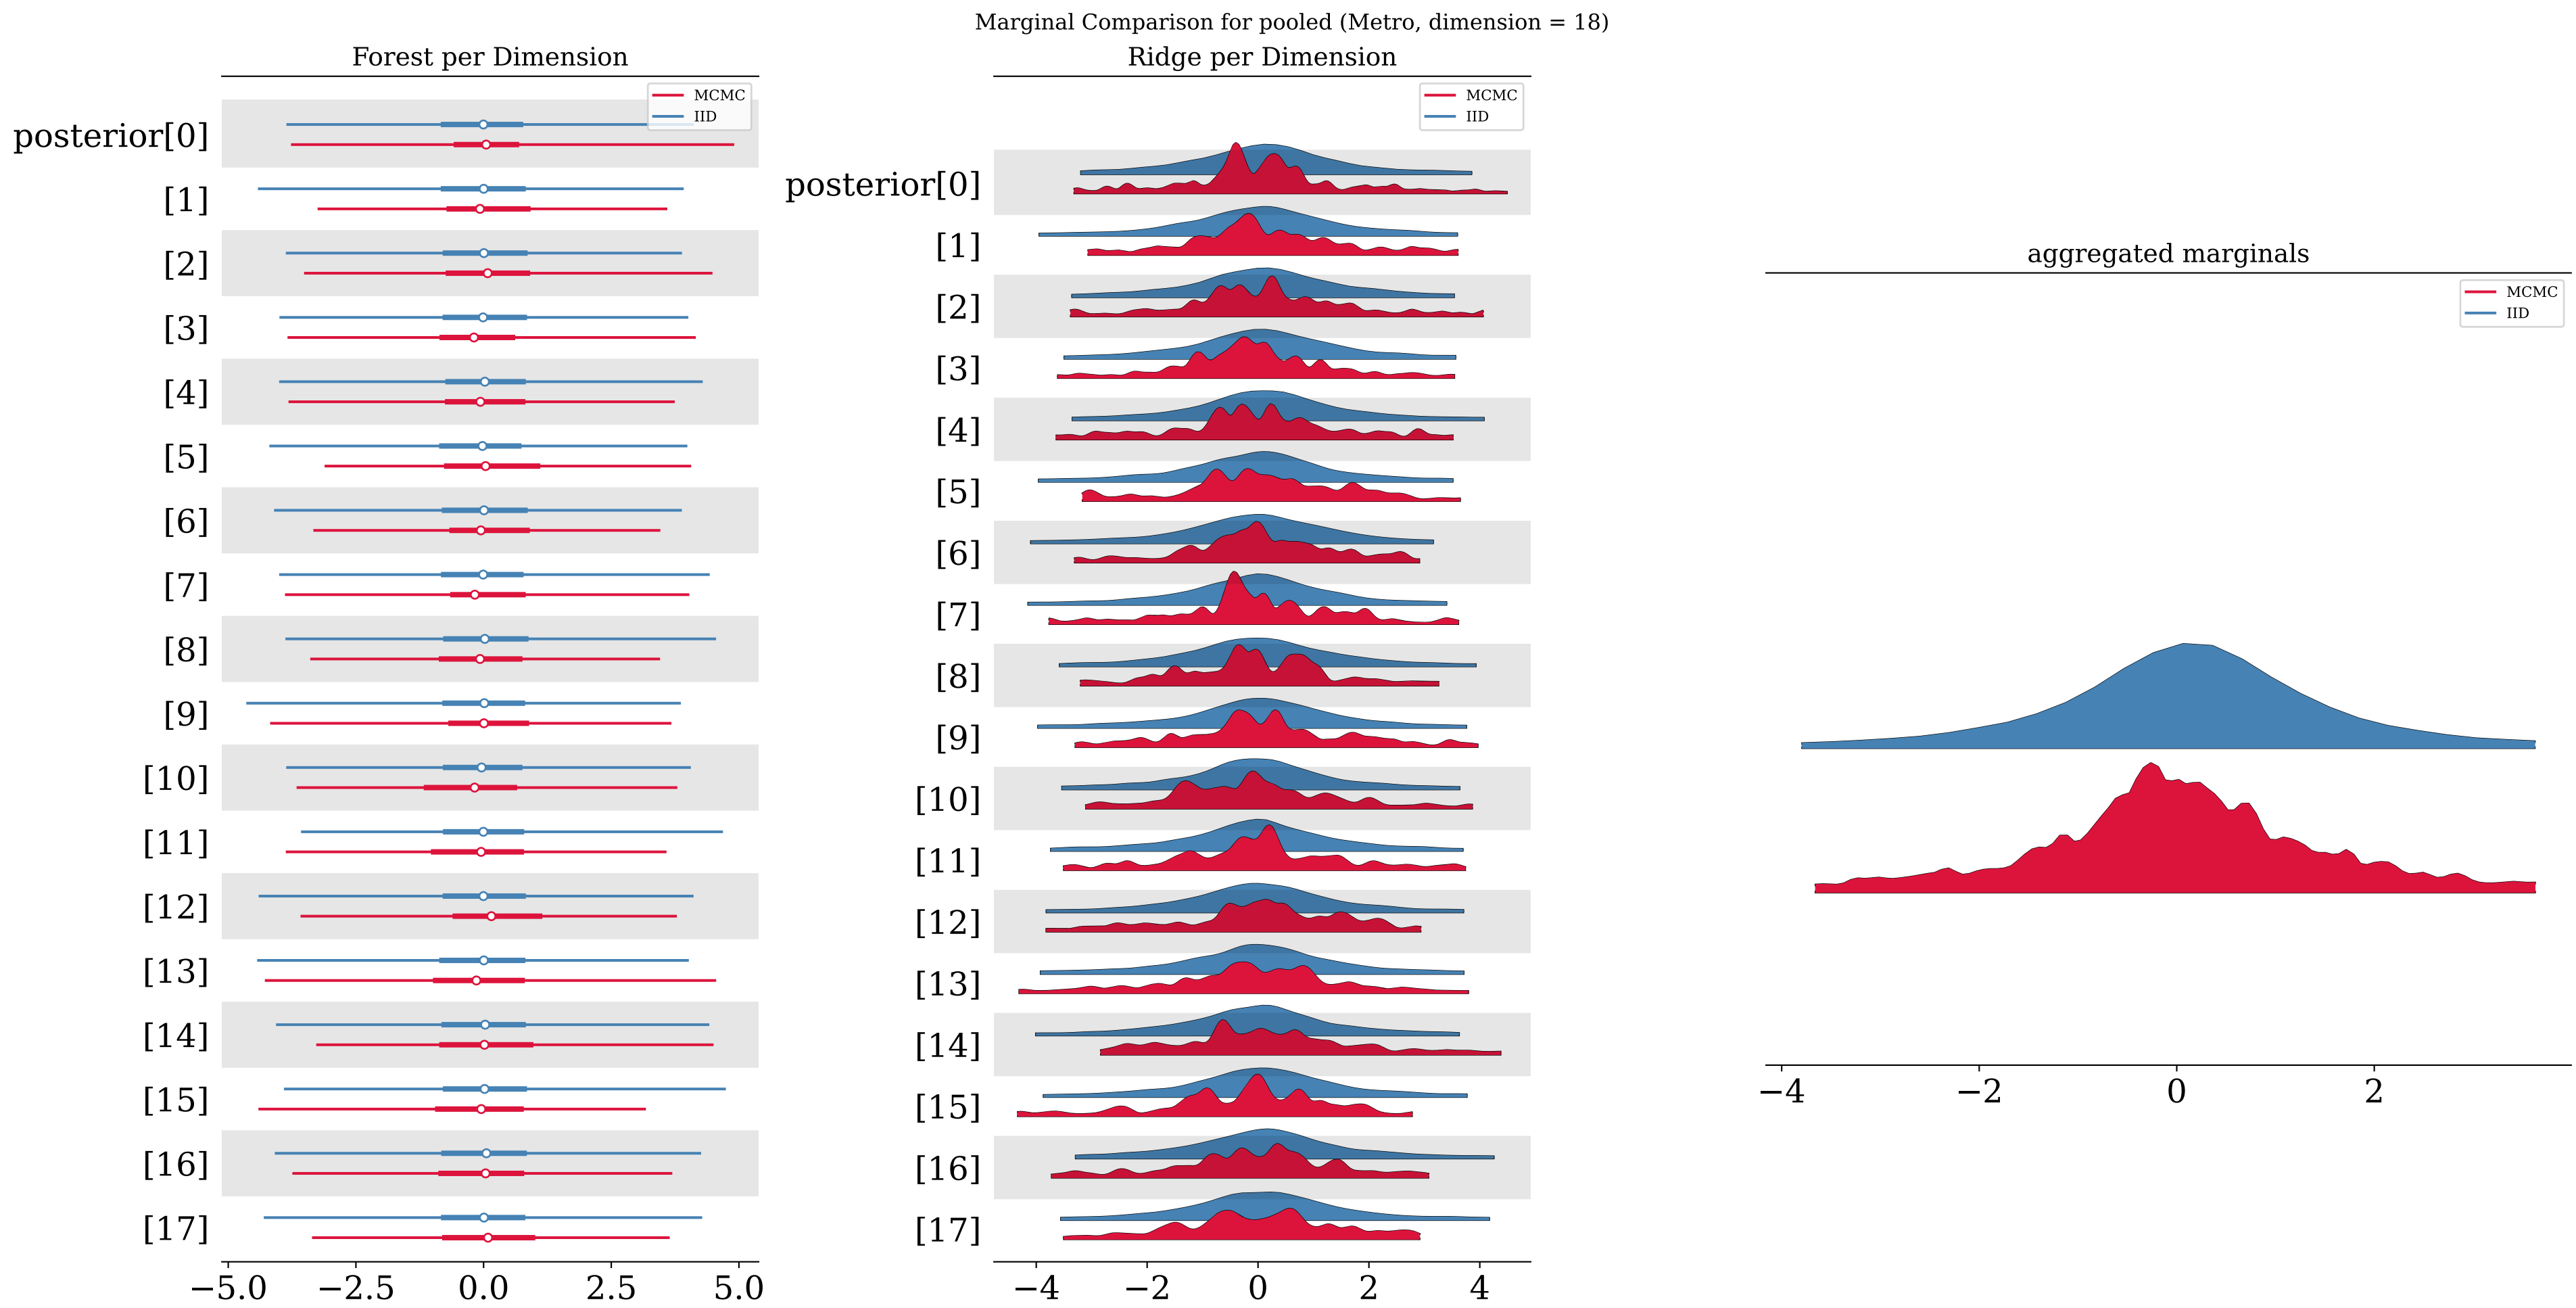 Marginal Comparison for pooled (Metro, dimension = 18)
Forest per Dimension
MCMC
IID
posterior[0]
[1]
[2]
[3]
[4]
[5]
[6]
[7]
[8]
[9]
[10]
[11]
[12]
[13]
[14]
[15]
[16]
[17]
−5.0 −2.5 0.0 2.5 5.0
Ridge per Dimension
MCMC
IID
posterior[0]
[1]
[2]
[3]
[4]
[5]
[6]
[7]
[8]
[9]
[10]
[11]
[12]
[13]
[14]
[15]
[16]
[17]
−4 −2 0 2 4
aggregated marginals
MCMC
IID
−4 −2 0 2